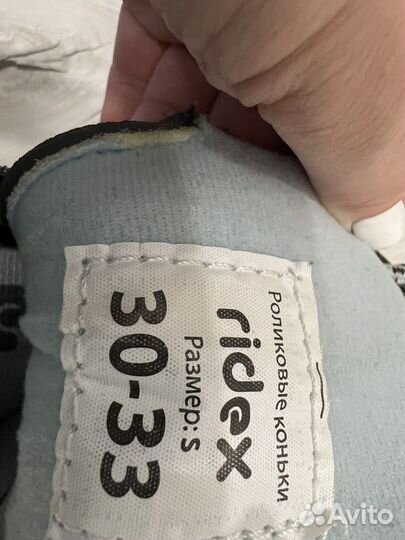 Роликовые коньки
ridex
Размер: s
30-33
Avito